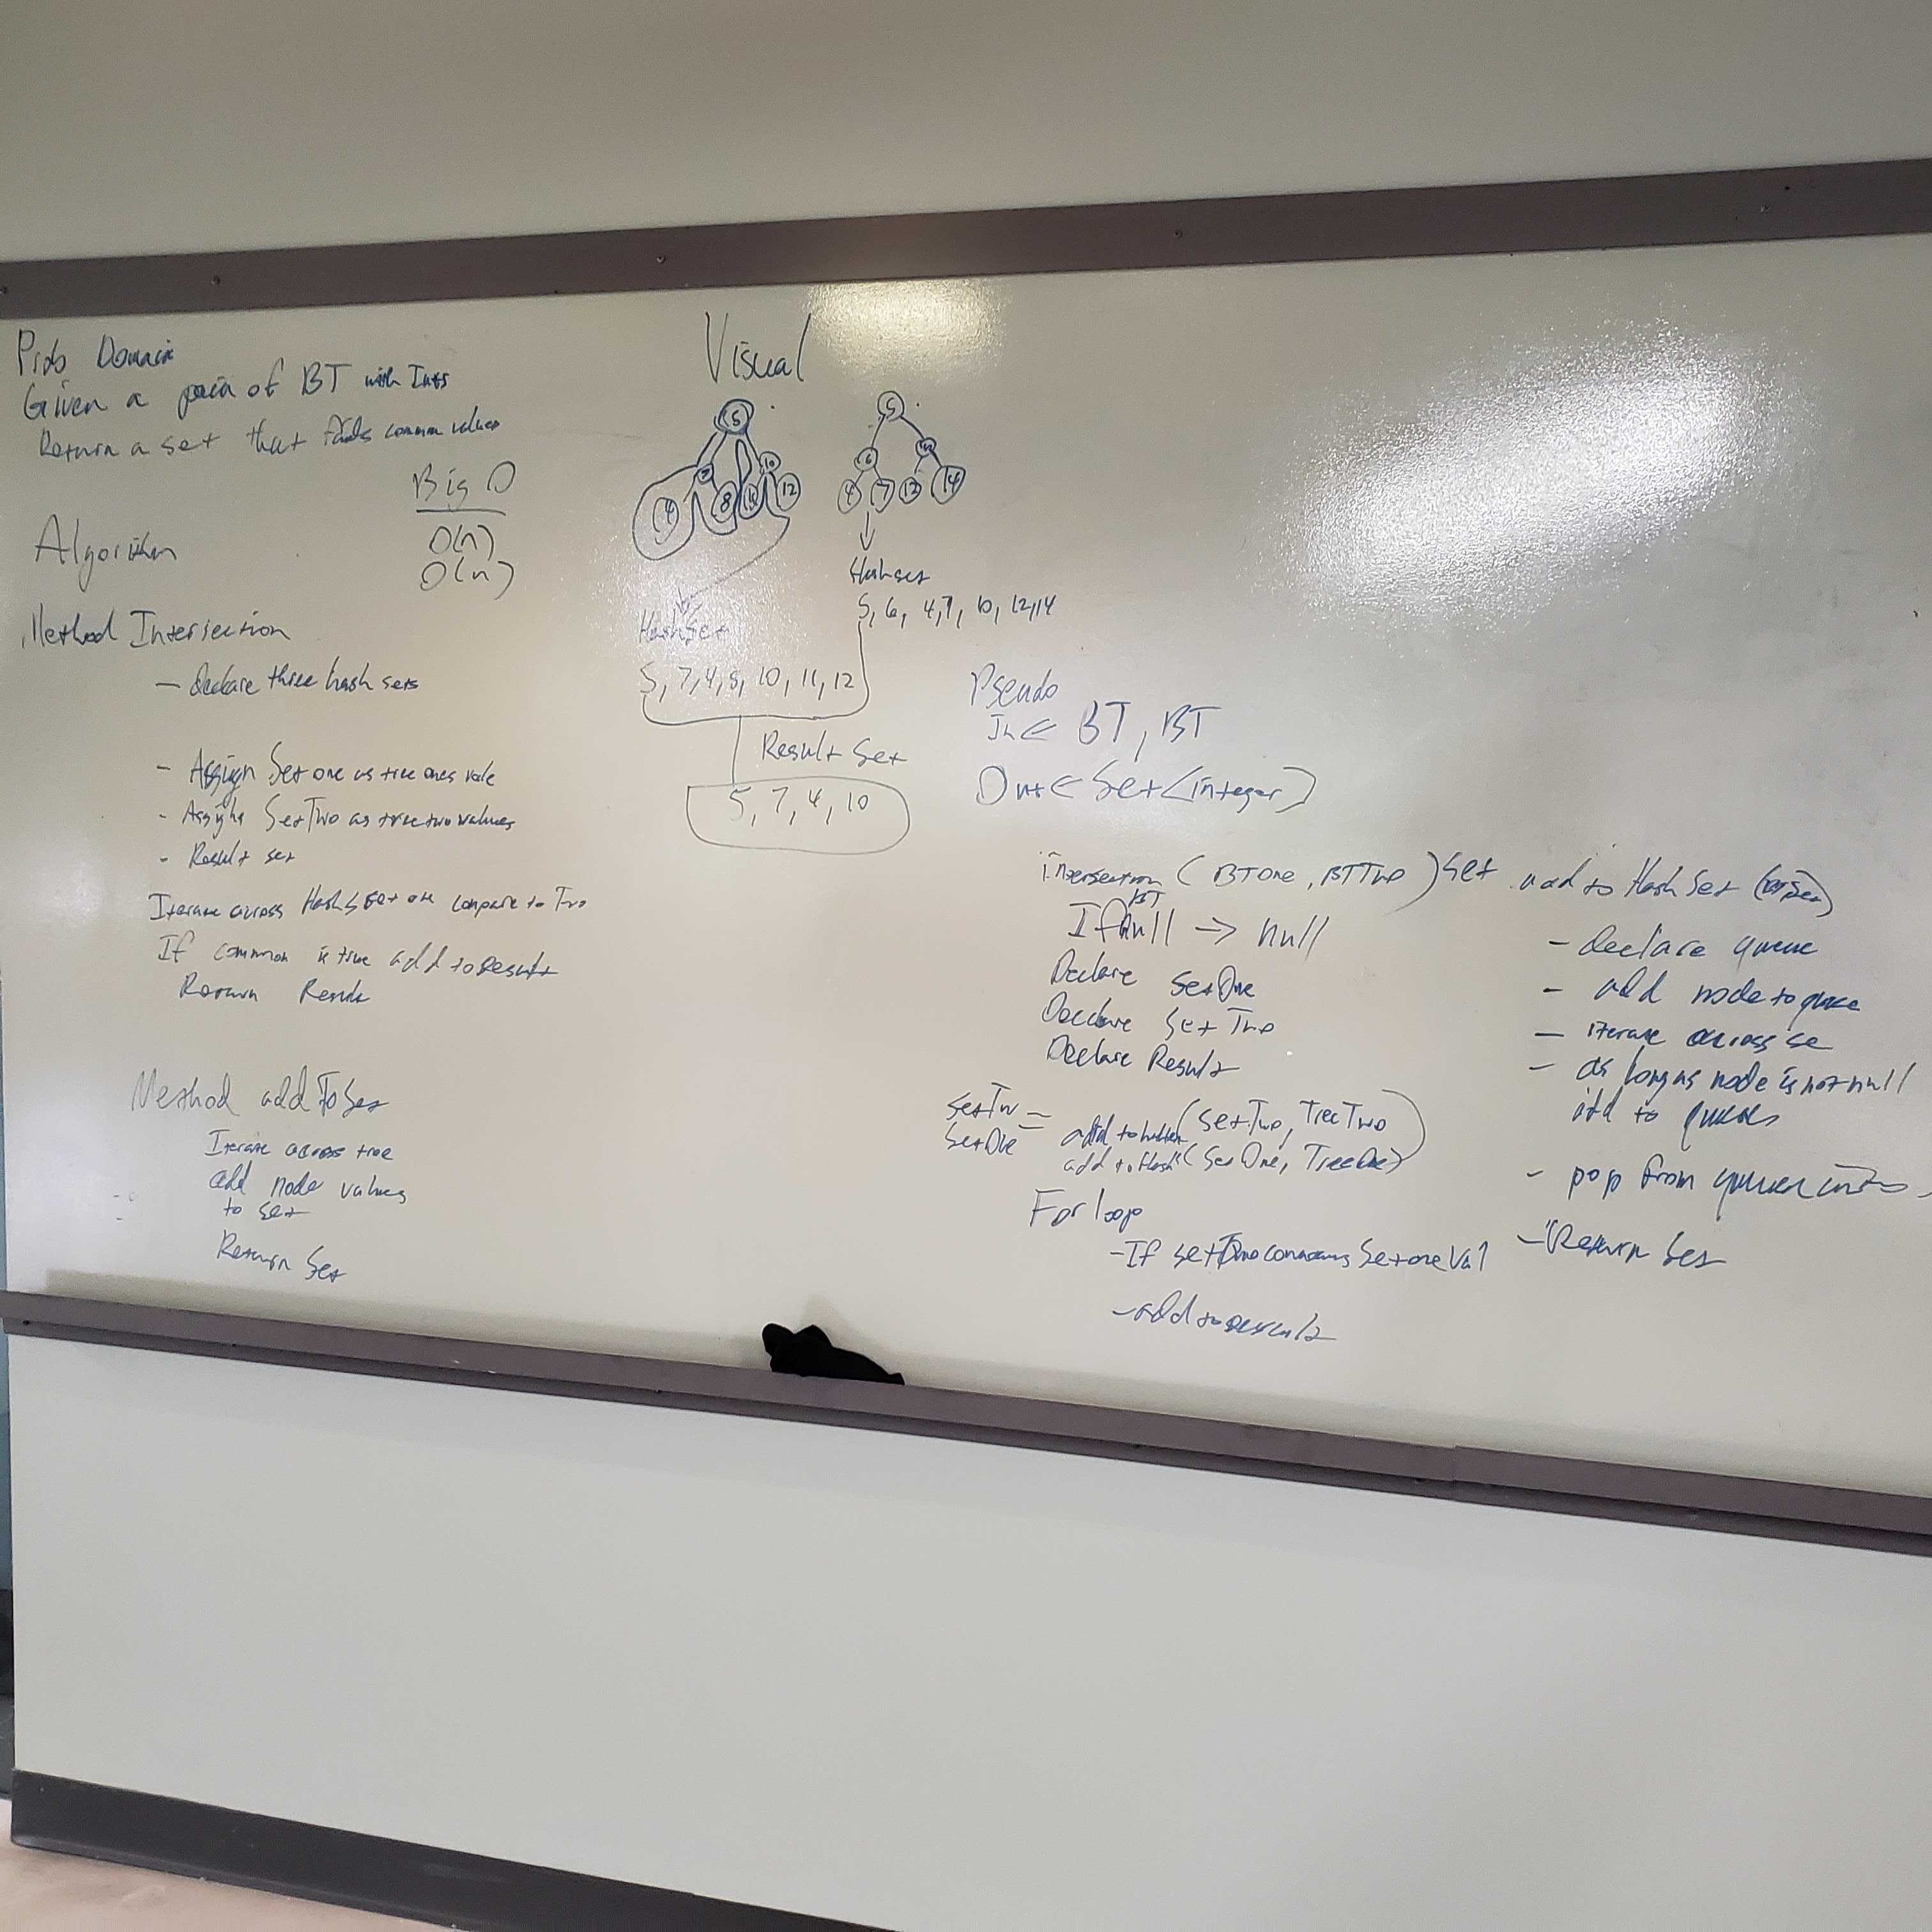 Prob Domain
Given a pair of BT with Ints
Return a set that finds common values
Big O
O(n)
O(n)
Algorithm
Method Intersection
- Declare three hash sets
- Assign Set one as tree ones vale
- Assign SetTwo as tree two values
- Result set
Iterate across HashSet one compare to Two
If common is true add to result
Return Result
Method addToSet
Iterate across tree
add node values
to set
Return Set
Visual
5
7 10
4 8 11 12
5
6 10
4 7 12 14
Hashset
5, 6, 4, 7, 10, 12, 14
HashSet
5, 7, 4, 8, 10, 11, 12
Result Set
5, 7, 4, 10
Pseudo
In <- BT, BT
Out <- Set<integer>
intersection (BTOne, BTTwo) Set
BT
If null -> null
Declare SetOne
Declare Set Two
Declare Result
SetTw = add to (SetTwo, TreeTwo)
SetOne add to Hash (SetOne, TreeOne)
For loop
- If set Two contains Set one Val
- add to result
add to Hash Set
- declare queue
- add node to queue
- iterate across
- as long as node is not null
add to queue
- pop from queue into
- Return Set